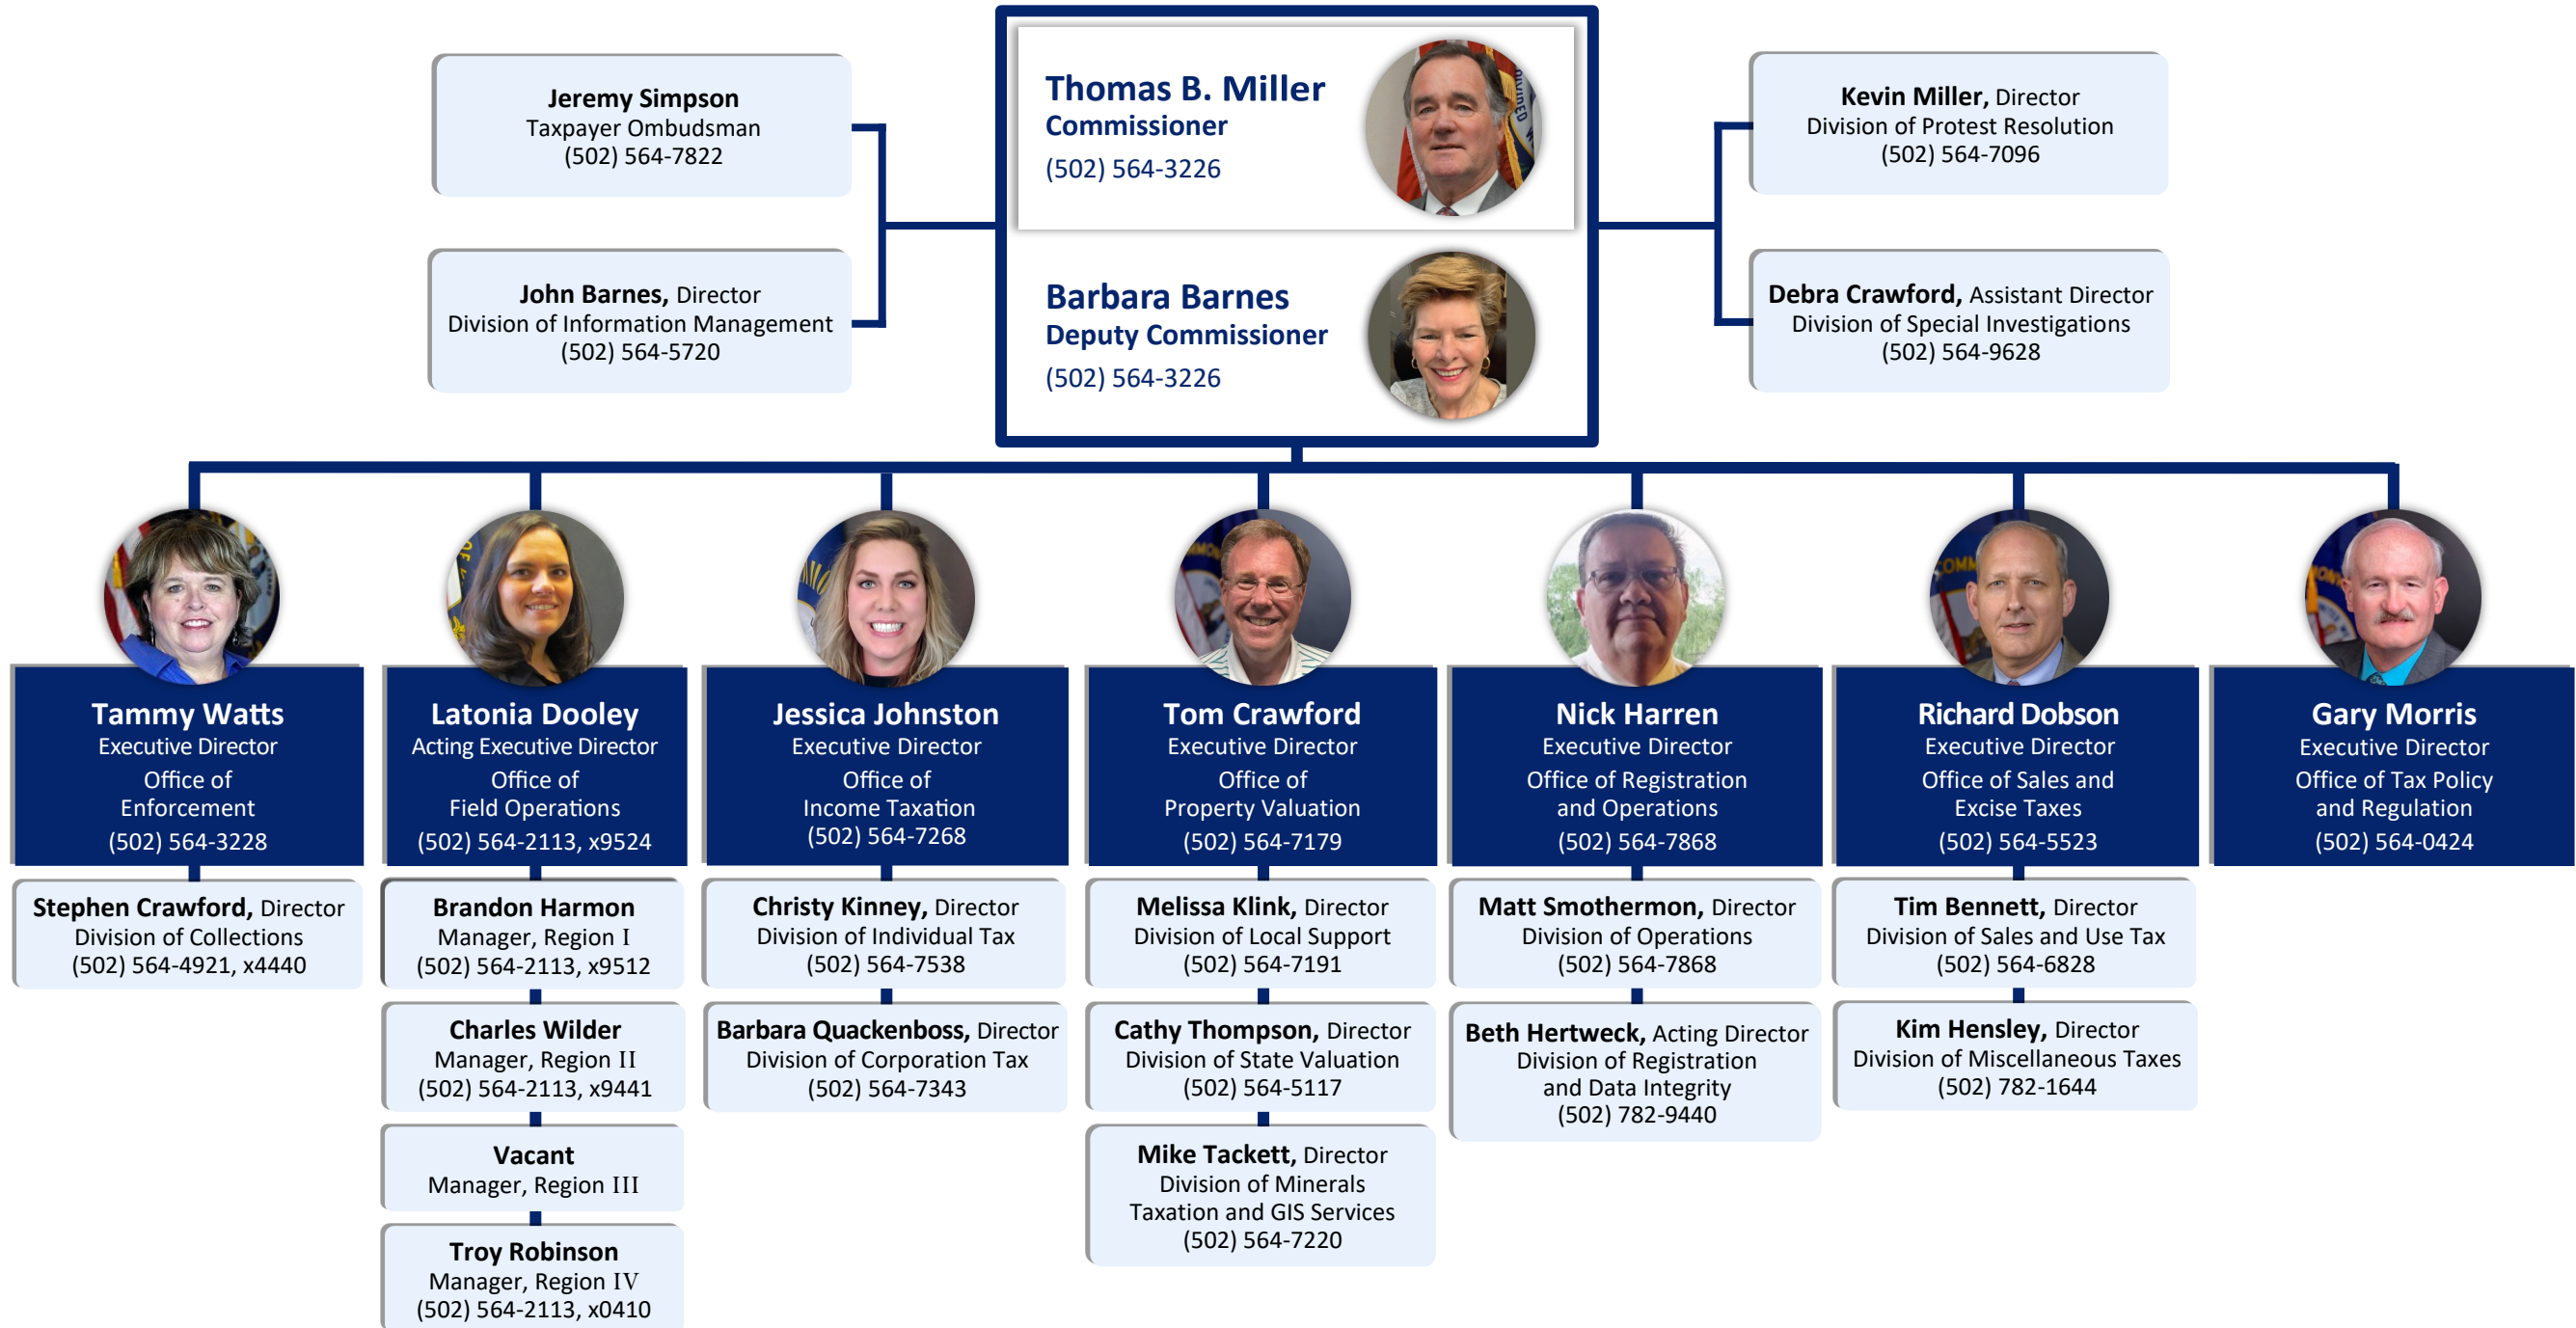 Jeremy Simpson
Taxpayer Ombudsman
(502) 564-7822
John Barnes, Director
Division of Information Management
(502) 564-5720
Thomas B. Miller
Commissioner
(502) 564-3226
Barbara Barnes
Deputy Commissioner
(502) 564-3226
Kevin Miller, Director
Division of Protest Resolution
(502) 564-7096
Debra Crawford, Assistant Director
Division of Special Investigations
(502) 564-9628
Tammy Watts
Executive Director
Office of
Enforcement
(502) 564-3228
Stephen Crawford, Director
Division of Collections
(502) 564-4921, x4440
Latonia Dooley
Acting Executive Director
Office of
Field Operations
(502) 564-2113, x9524
Brandon Harmon
Manager, Region I
(502) 564-2113, x9512
Charles Wilder
Manager, Region II
(502) 564-2113, x9441
Vacant
Manager, Region III
Troy Robinson
Manager, Region IV
(502) 564-2113, x0410
Jessica Johnston
Executive Director
Office of
Income Taxation
(502) 564-7268
Christy Kinney, Director
Division of Individual Tax
(502) 564-7538
Barbara Quackenboss, Director
Division of Corporation Tax
(502) 564-7343
Tom Crawford
Executive Director
Office of
Property Valuation
(502) 564-7179
Melissa Klink, Director
Division of Local Support
(502) 564-7191
Cathy Thompson, Director
Division of State Valuation
(502) 564-5117
Mike Tackett, Director
Division of Minerals
Taxation and GIS Services
(502) 564-7220
Nick Harren
Executive Director
Office of Registration
and Operations
(502) 564-7868
Matt Smothermon, Director
Division of Operations
(502) 564-7868
Beth Hertweck, Acting Director
Division of Registration
and Data Integrity
(502) 782-9440
Richard Dobson
Executive Director
Office of Sales and
Excise Taxes
(502) 564-5523
Tim Bennett, Director
Division of Sales and Use Tax
(502) 564-6828
Kim Hensley, Director
Division of Miscellaneous Taxes
(502) 782-1644
Gary Morris
Executive Director
Office of Tax Policy
and Regulation
(502) 564-0424